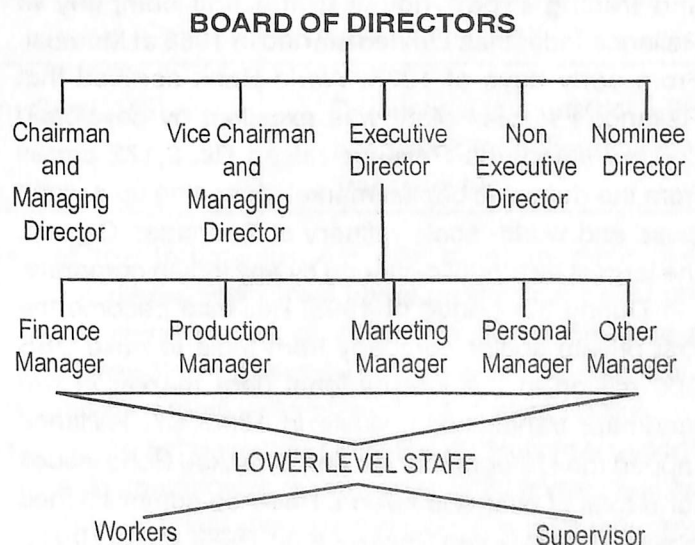 BOARD OF DIRECTORS
Chairman
and
Managing
Director
Vice Chairman
and
Managing
Director
Executive
Director
Non
Executive
Director
Nominee
Director
Finance
Manager
Production
Manager
Marketing
Manager
Personal
Manager
Other
Manager
LOWER LEVEL STAFF
Workers
Supervisor